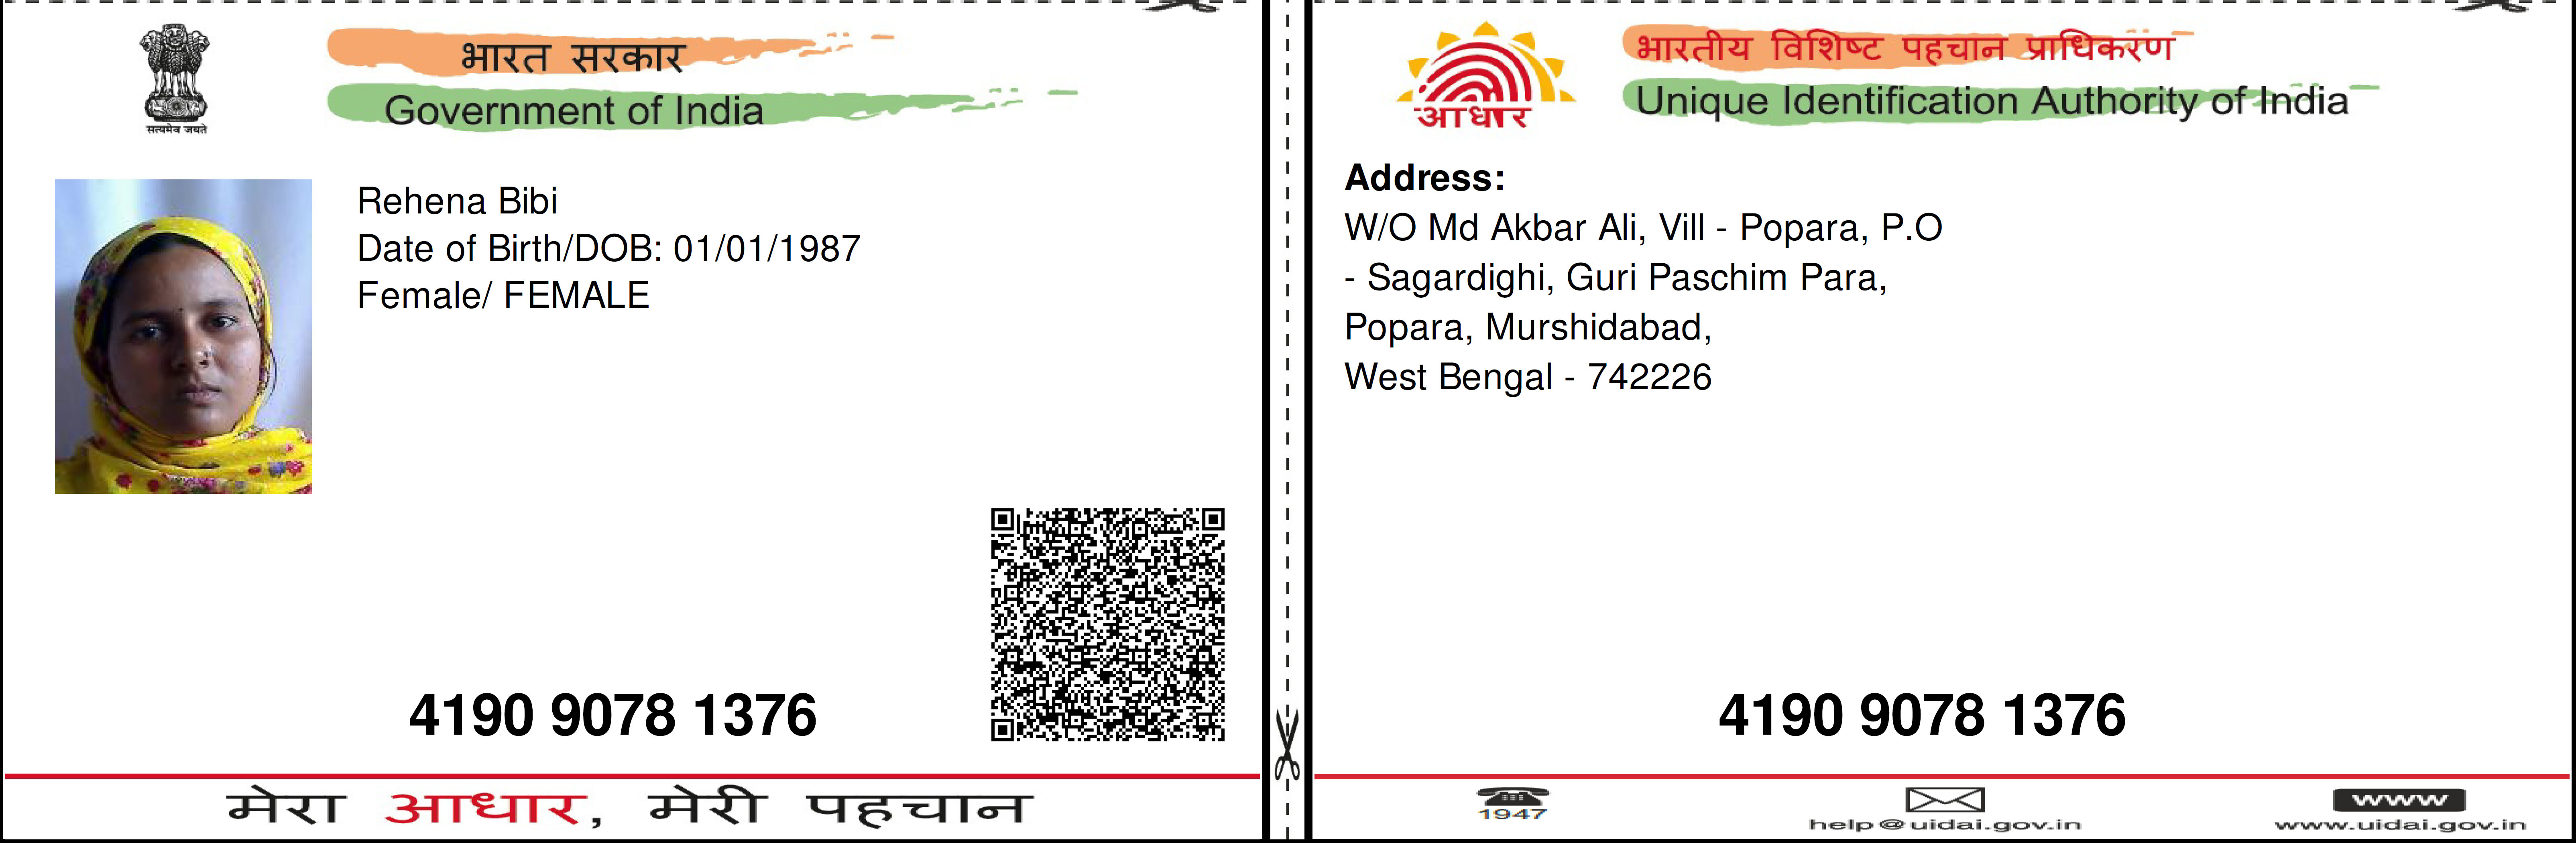 भारत सरकार
Government of India
सत्यमेव जयते
Rehena Bibi
Date of Birth/DOB: 01/01/1987
Female/ FEMALE
4190 9078 1376
मेरा आधार, मेरी पहचान
भारतीय विशिष्ट पहचान प्राधिकरण
Unique Identification Authority of India
आधार
Address:
W/O Md Akbar Ali, Vill - Popara, P.O
- Sagardighi, Guri Paschim Para,
Popara, Murshidabad,
West Bengal - 742226
4190 9078 1376
1947
help@uidai.gov.in
www
www.uidai.gov.in